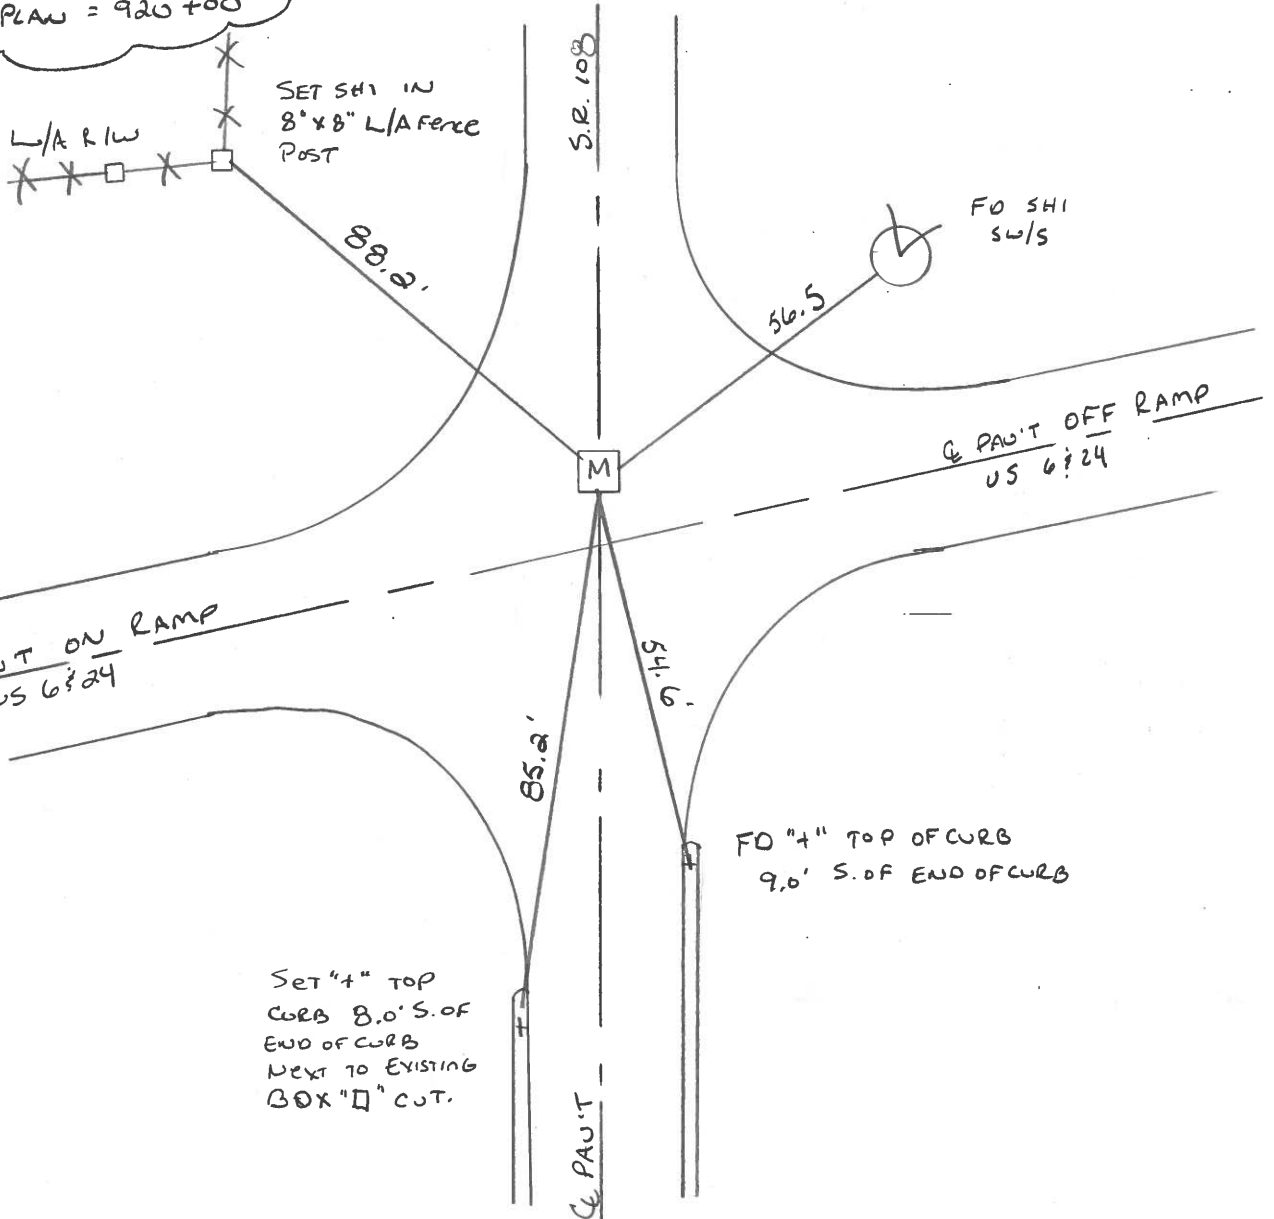 PLAN = 920+00
SET SHI IN
8"x8" L/A Fence
POST
L/A R/W
S.R. 108
FD SHI
SW/S
88.2'
56.5
M
℄ PAV'T OFF RAMP
US 6 & 24
ON RAMP
US 6 & 24
54.6'
85.2'
FD "+" TOP OF CURB
9.0' S. OF END OF CURB
SET "+" TOP
CURB 8.0' S. OF
END OF CURB
NEXT TO EXISTING
BOX "□" CUT.
℄ PAV'T